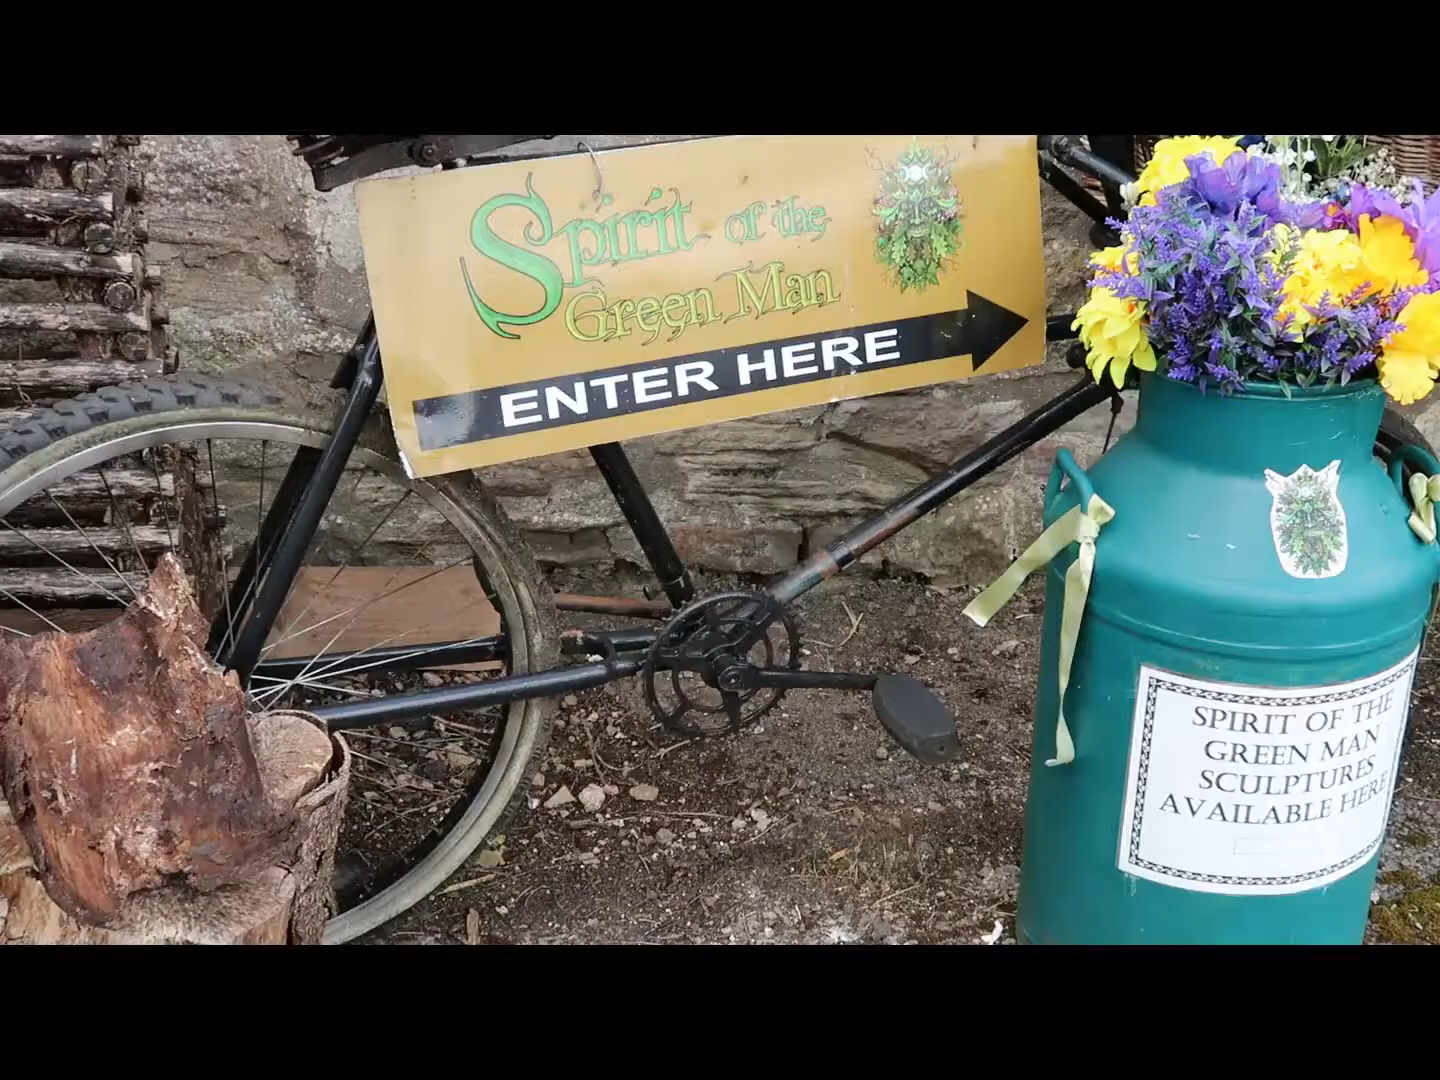 Spirit of the
Green Man
ENTER HERE
SPIRIT OF THE
GREEN MAN
SCULPTURES
AVAILABLE HERE